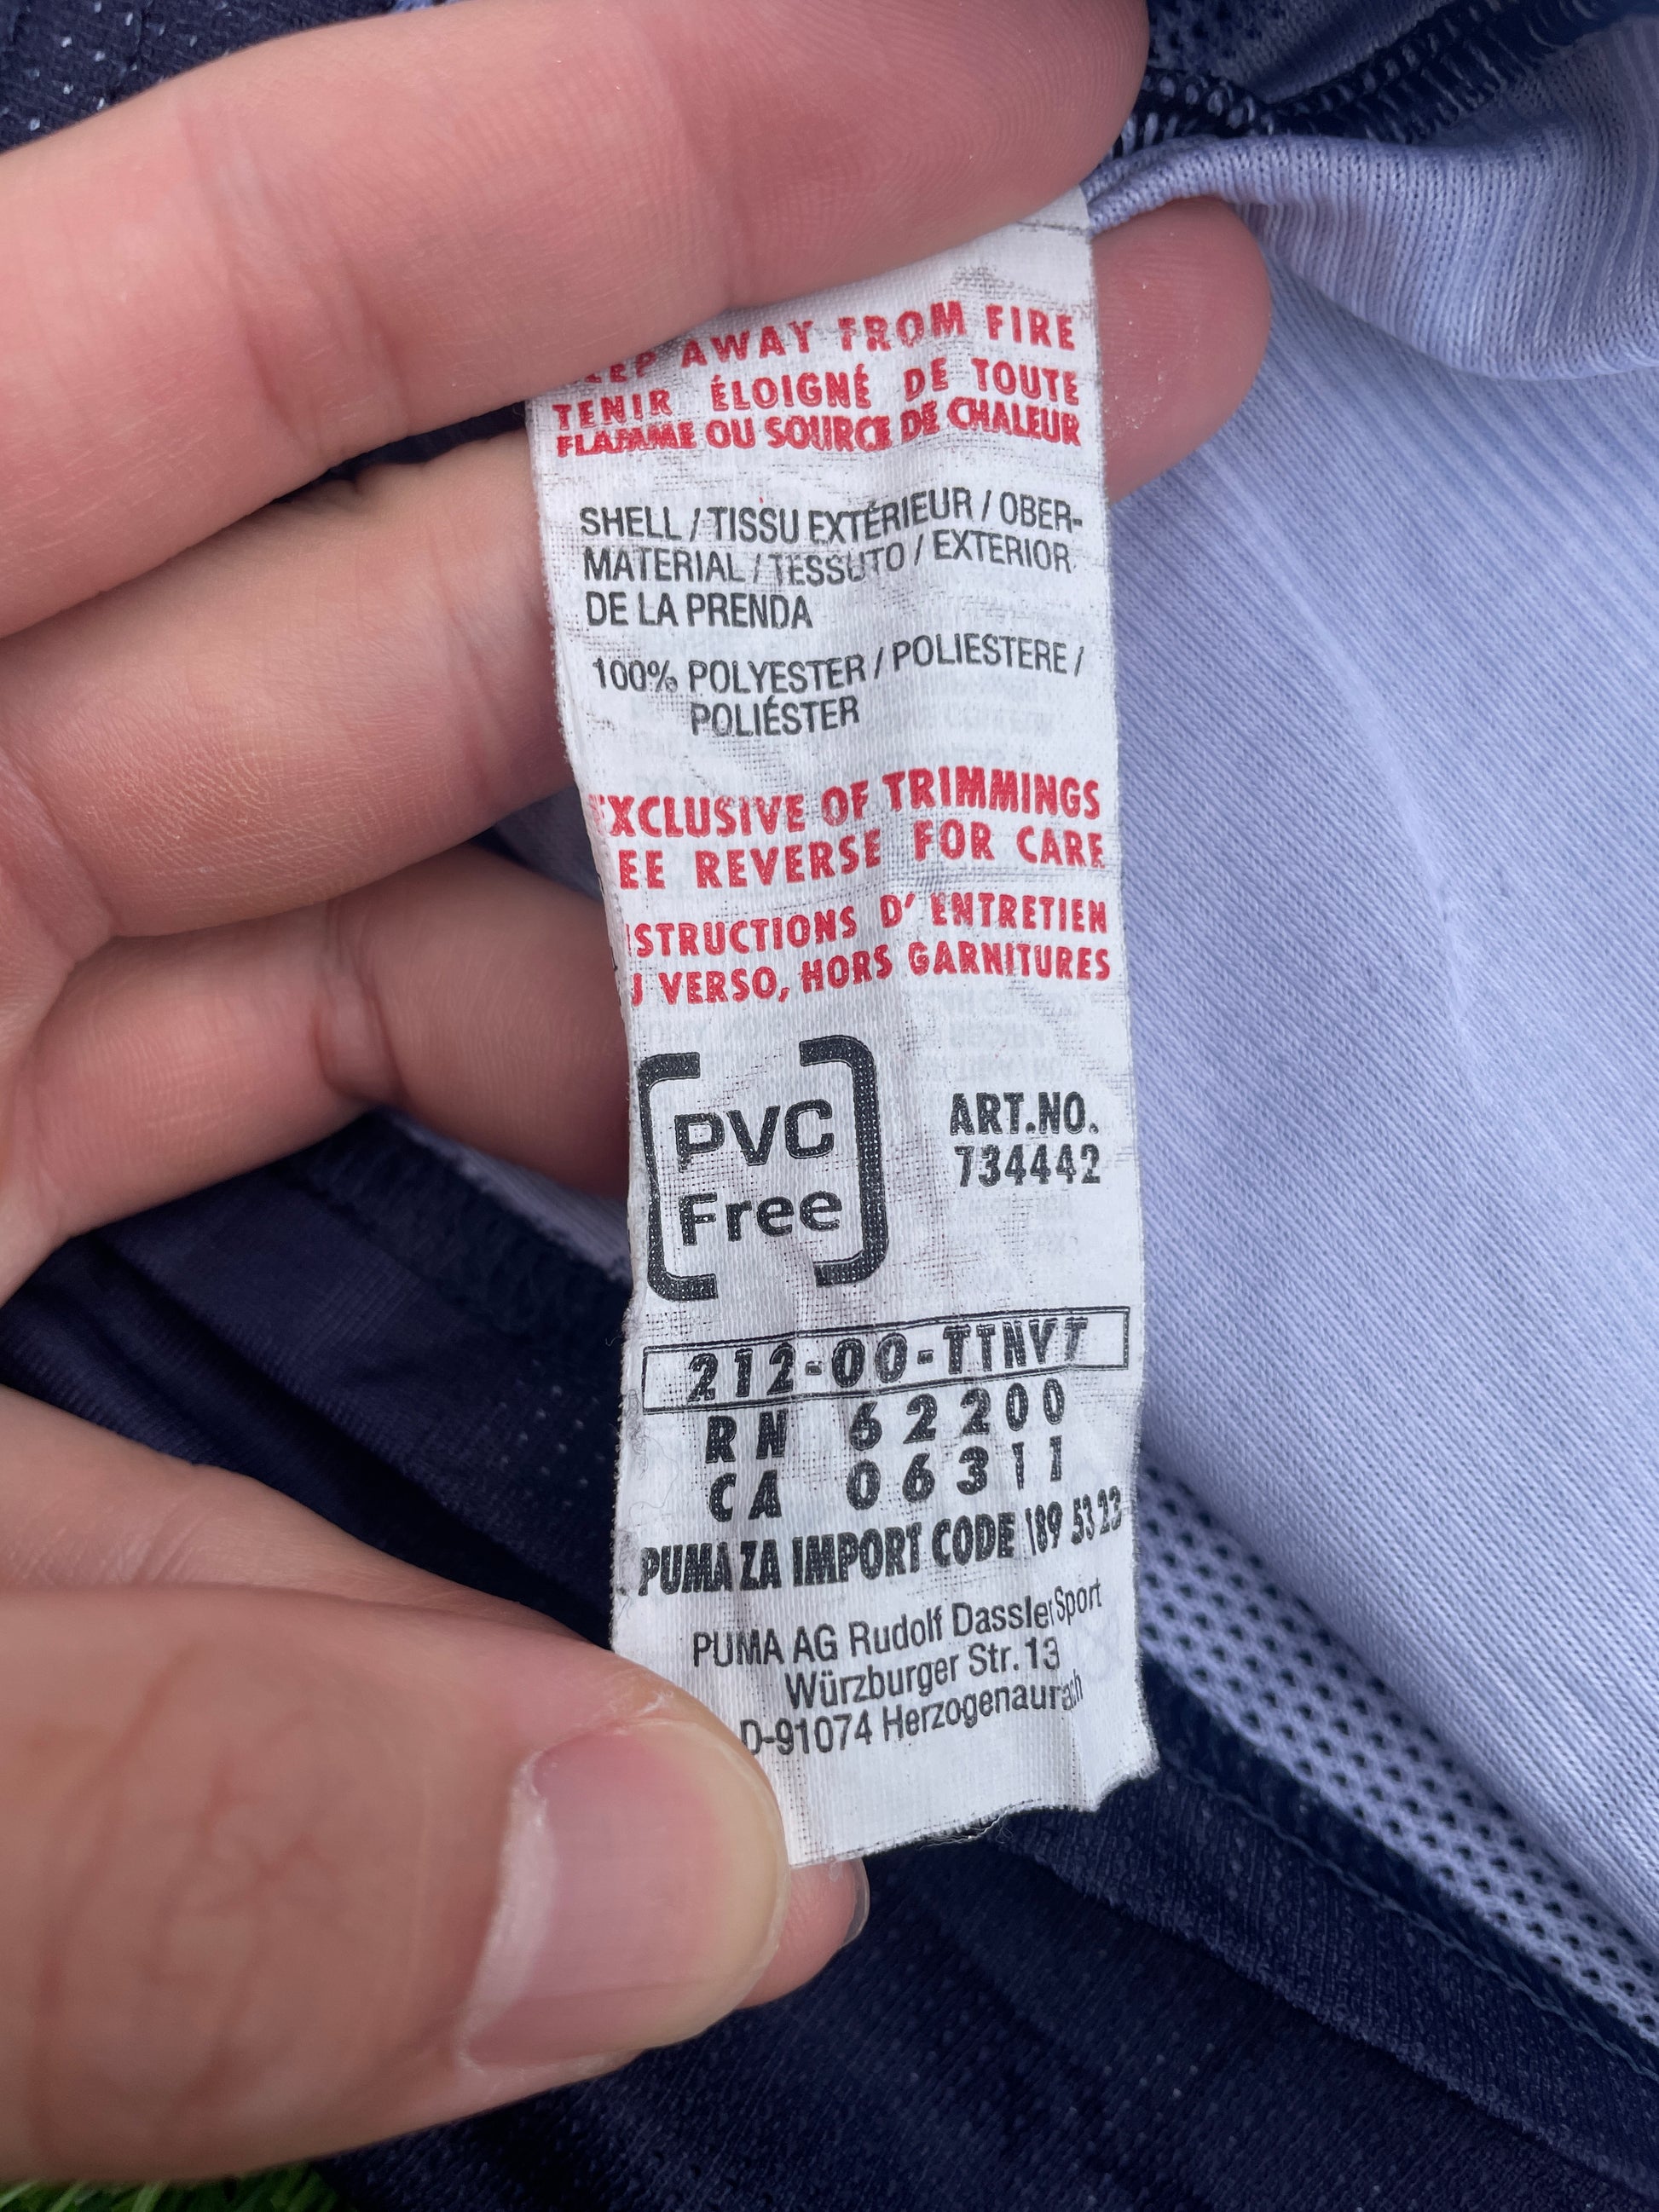 AWAY FROM FIRE
TENIR ÉLOIGNÉ DE TOUTE
FLAMME OU SOURCE DE CHALEUR
SHELL / TISSU EXTÉRIEUR / OBER-
MATERIAL / TESSUTO / EXTERIOR
DE LA PRENDA
100% POLYESTER / POLIESTERE /
POLIÉSTER
EXCLUSIVE OF TRIMMINGS
EE REVERSE FOR CARE
STRUCTIONS D' ENTRETIEN
VERSO, HORS GARNITURES
PVC
Free
ART.NO.
734442
212-00-TTNVT
RN 62200
CA 06311
PUMA ZA IMPORT CODE 189 53 23
PUMA AG Rudolf Dassler Sport
Würzburger Str. 13
D-91074 Herzogenaurach